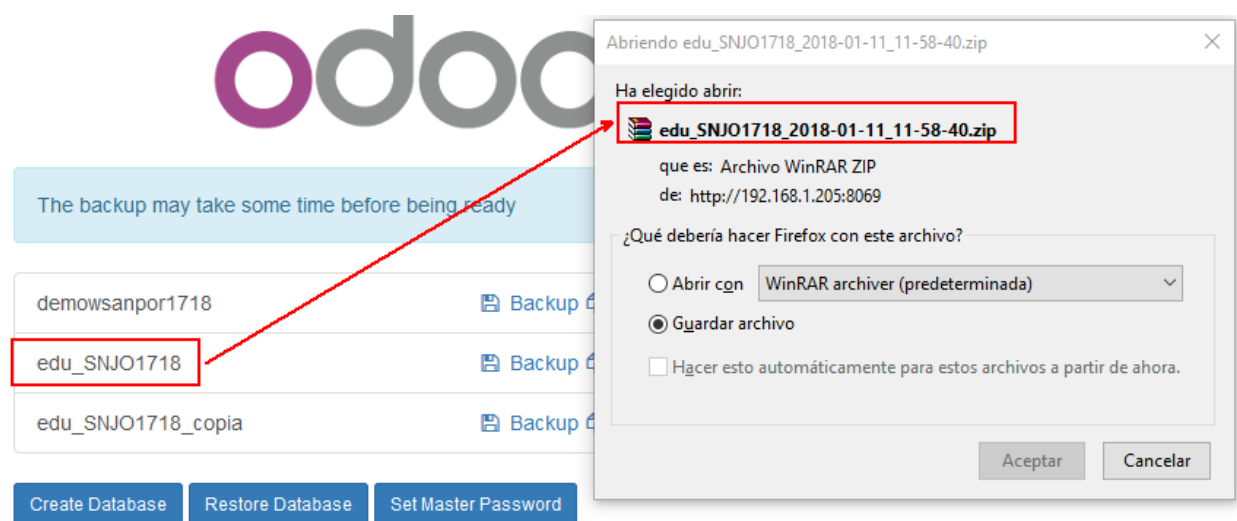 odoo
The backup may take some time before being ready
demowsanpor1718
Backup
edu_SNJO1718
Backup
edu_SNJO1718_copia
Backup
Create Database
Restore Database
Set Master Password
Abriendo edu_SNJO1718_2018-01-11_11-58-40.zip
Ha elegido abrir:
edu_SNJO1718_2018-01-11_11-58-40.zip
que es: Archivo WinRAR ZIP
de: http://192.168.1.205:8069
¿Qué debería hacer Firefox con este archivo?
Abrir con WinRAR archiver (predeterminada)
Guardar archivo
Hacer esto automáticamente para estos archivos a partir de ahora.
Aceptar
Cancelar